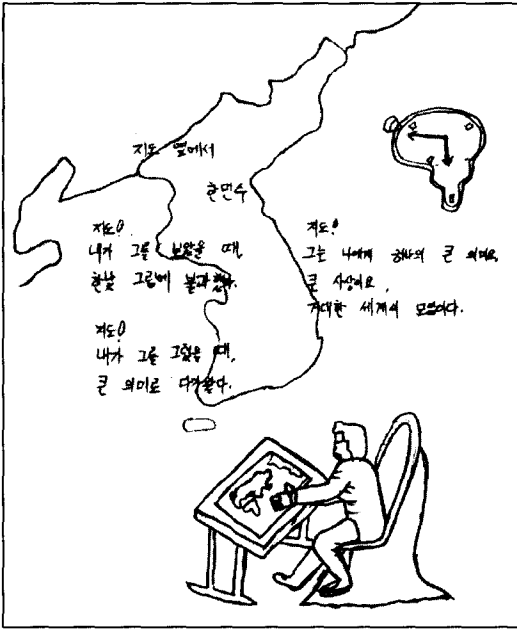 지도 옆에서
한민수
지도!
내가 그를 보았을 때,
한낱 그림에 불과했다.
지도!
내가 그를 그렸을 때,
큰 의미로 다가왔다.
지도!
그는 나에게 하나의 큰 의미요,
큰 사상이요,
거대한 세계의 모습이다.